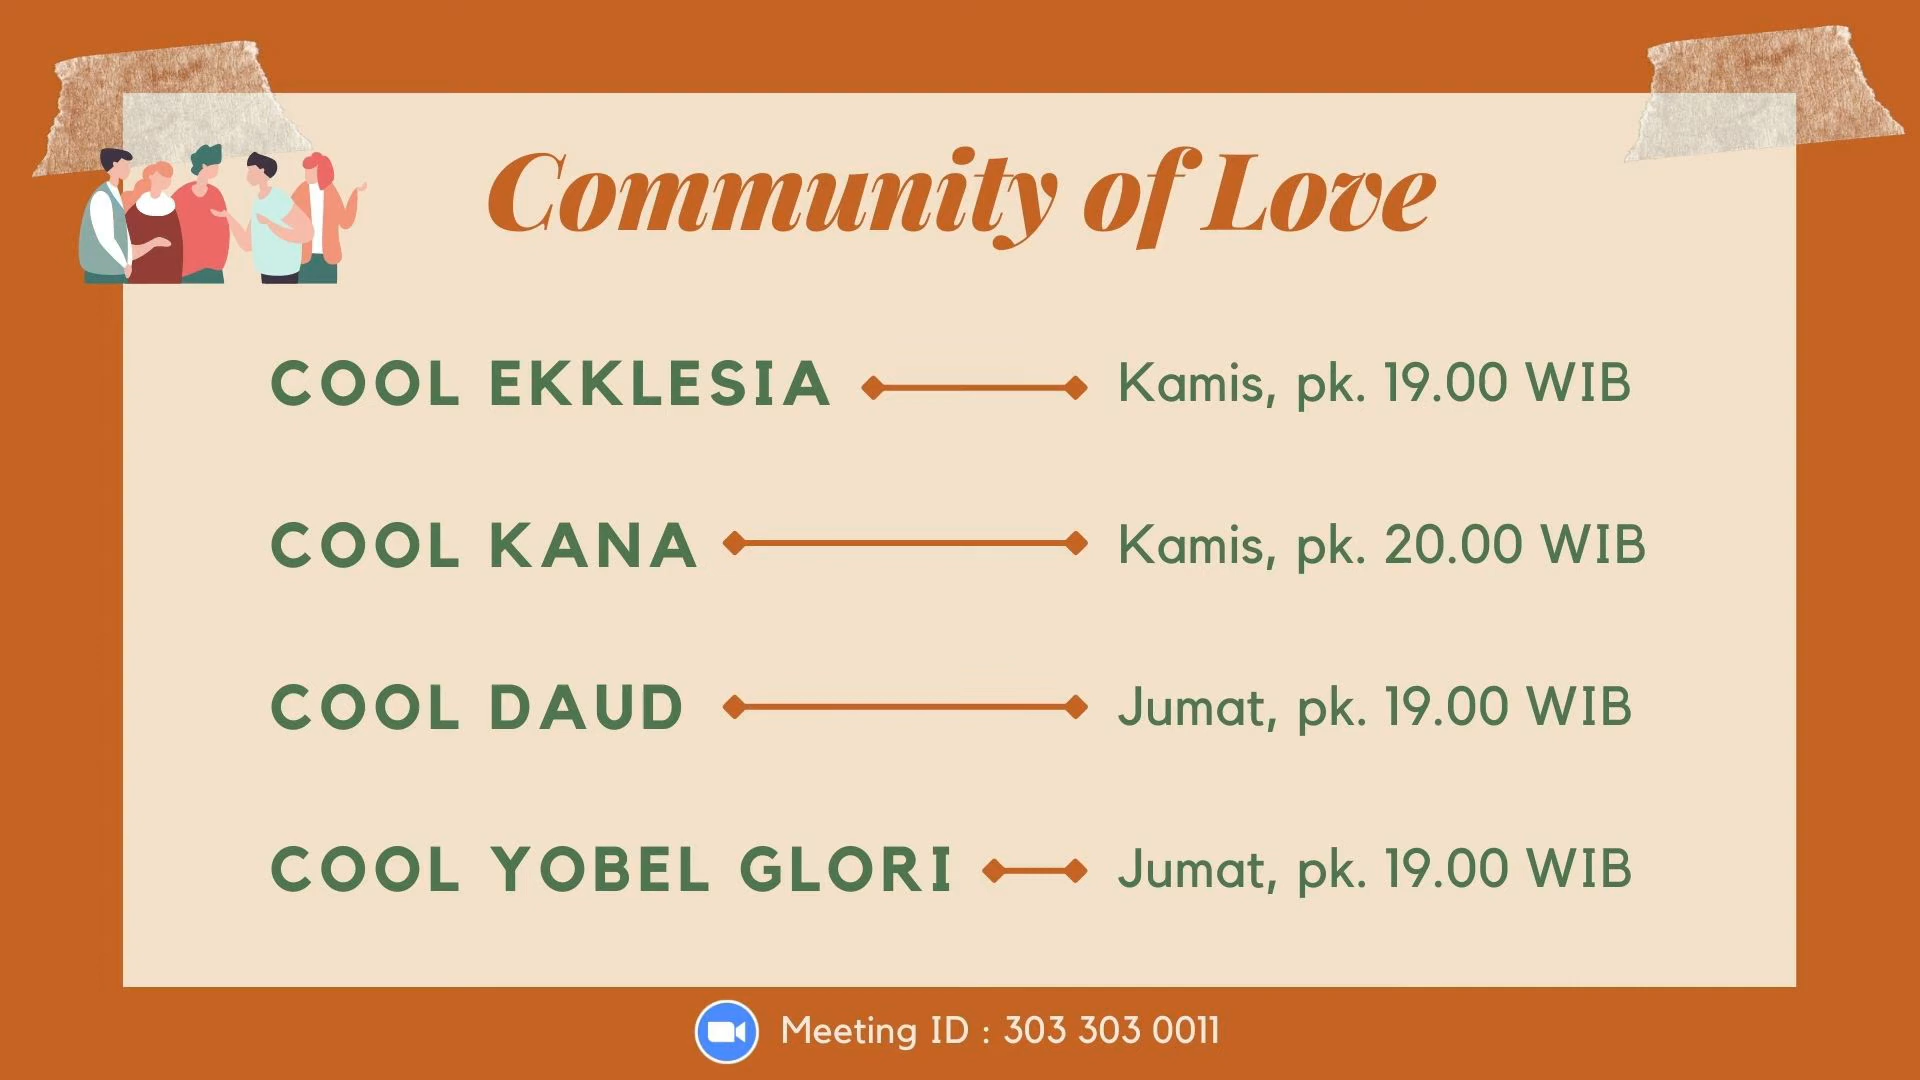 Community of Love
COOL EKKLESIA Kamis, pk. 19.00 WIB
COOL KANA Kamis, pk. 20.00 WIB
COOL DAUD Jumat, pk. 19.00 WIB
COOL YOBEL GLORI Jumat, pk. 19.00 WIB
Meeting ID : 303 303 0011